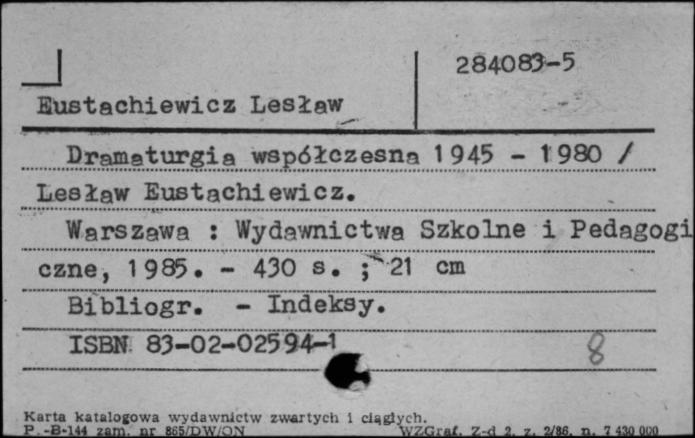 284083-5
Eustachiewicz Lesław
Dramaturgia współczesna 1945 - 1980 /
Lesław Eustachiewicz.
Warszawa : Wydawnictwa Szkolne i Pedagogi
czne, 1985. - 430 s. ; 21 cm
Bibliogr. - Indeksy.
ISBN 83-02-02594-1
8
Karta katalogowa wydawnictw zwartych i ciągłych.
P.-B-144 zam. nr 865/DW/ON WZGraf. Z-d 2, z. 2/86, n. 7 430 000